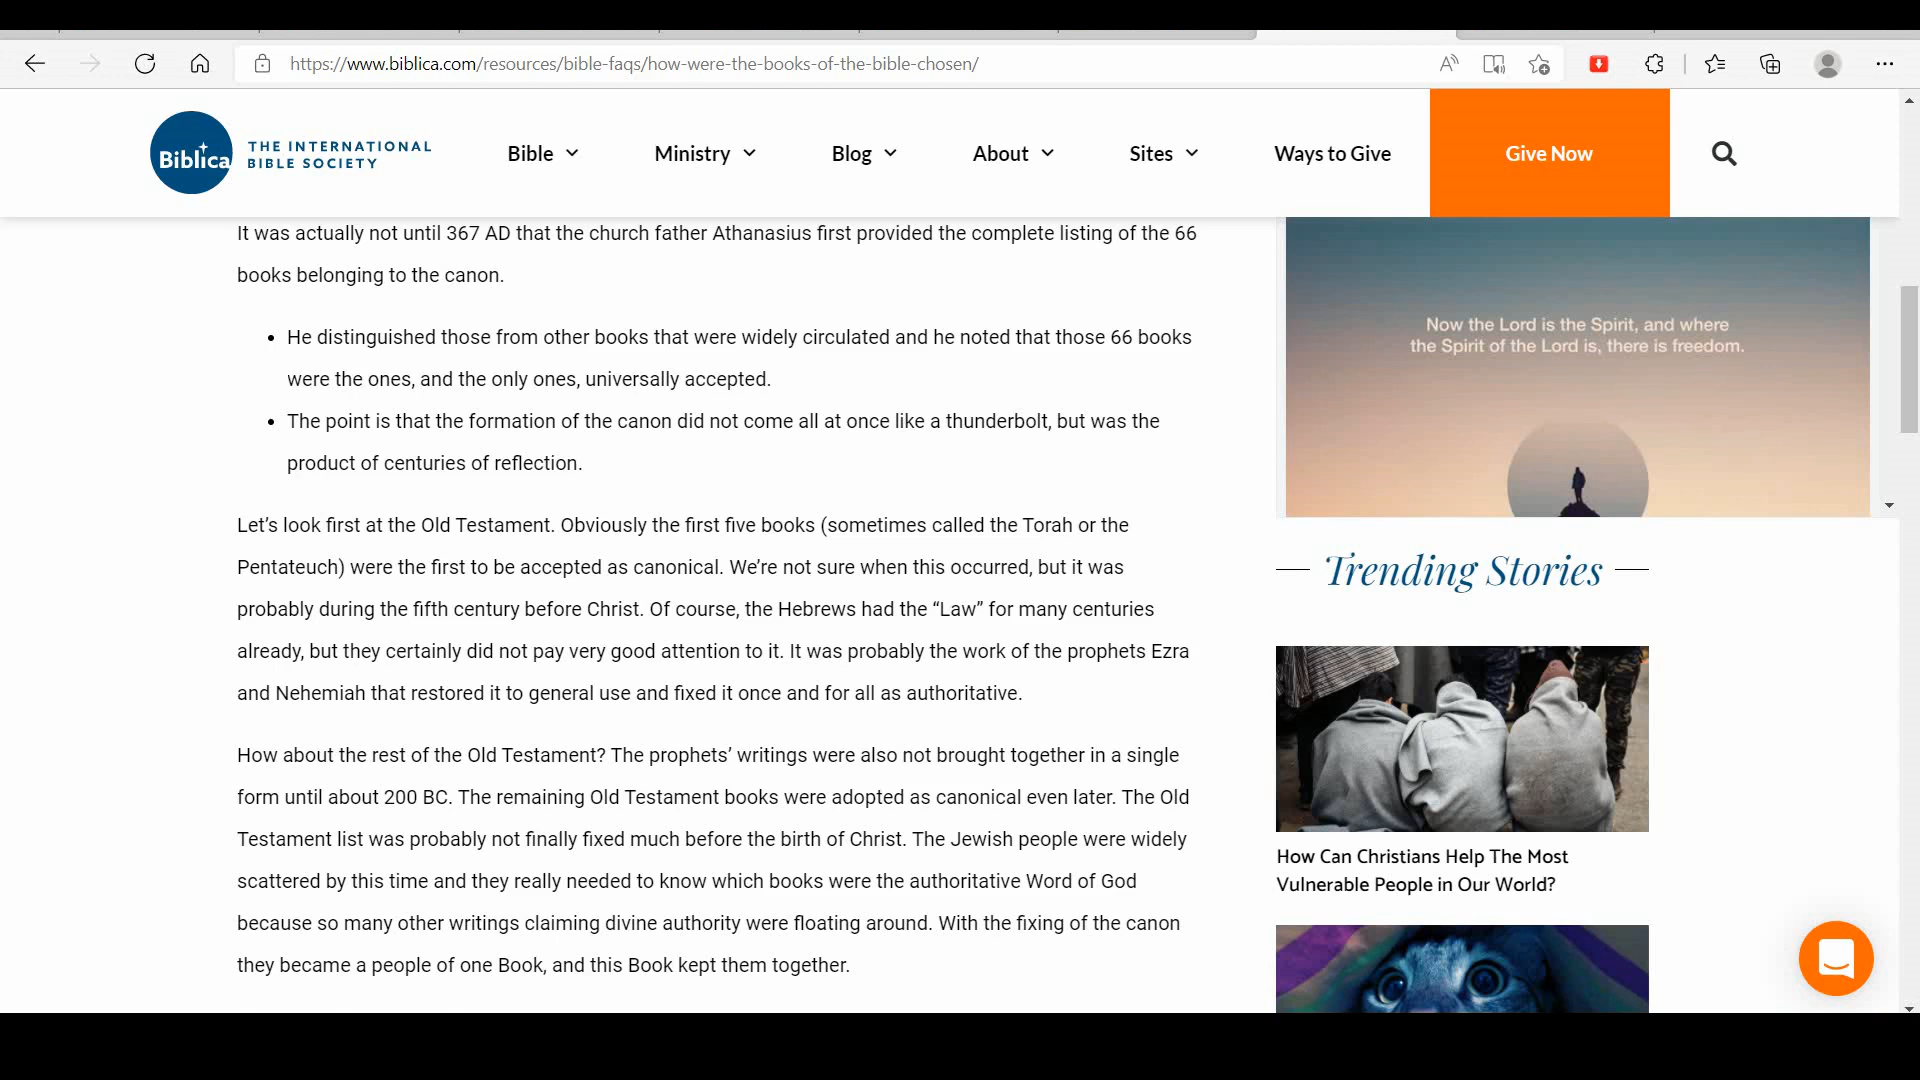 https://www.biblica.com/resources/bible-faqs/how-were-the-books-of-the-bible-chosen/
Biblica
THE INTERNATIONAL
BIBLE SOCIETY
Bible
Ministry
Blog
About
Sites
Ways to Give
Give Now
It was actually not until 367 AD that the church father Athanasius first provided the complete listing of the 66
books belonging to the canon.
• He distinguished those from other books that were widely circulated and he noted that those 66 books
were the ones, and the only ones, universally accepted.
• The point is that the formation of the canon did not come all at once like a thunderbolt, but was the
product of centuries of reflection.
Let’s look first at the Old Testament. Obviously the first five books (sometimes called the Torah or the
Pentateuch) were the first to be accepted as canonical. We’re not sure when this occurred, but it was
probably during the fifth century before Christ. Of course, the Hebrews had the “Law” for many centuries
already, but they certainly did not pay very good attention to it. It was probably the work of the prophets Ezra
and Nehemiah that restored it to general use and fixed it once and for all as authoritative.
How about the rest of the Old Testament? The prophets’ writings were also not brought together in a single
form until about 200 BC. The remaining Old Testament books were adopted as canonical even later. The Old
Testament list was probably not finally fixed much before the birth of Christ. The Jewish people were widely
scattered by this time and they really needed to know which books were the authoritative Word of God
because so many other writings claiming divine authority were floating around. With the fixing of the canon
they became a people of one Book, and this Book kept them together.
Now the Lord is the Spirit, and where
the Spirit of the Lord is, there is freedom.
Trending Stories
How Can Christians Help The Most
Vulnerable People in Our World?